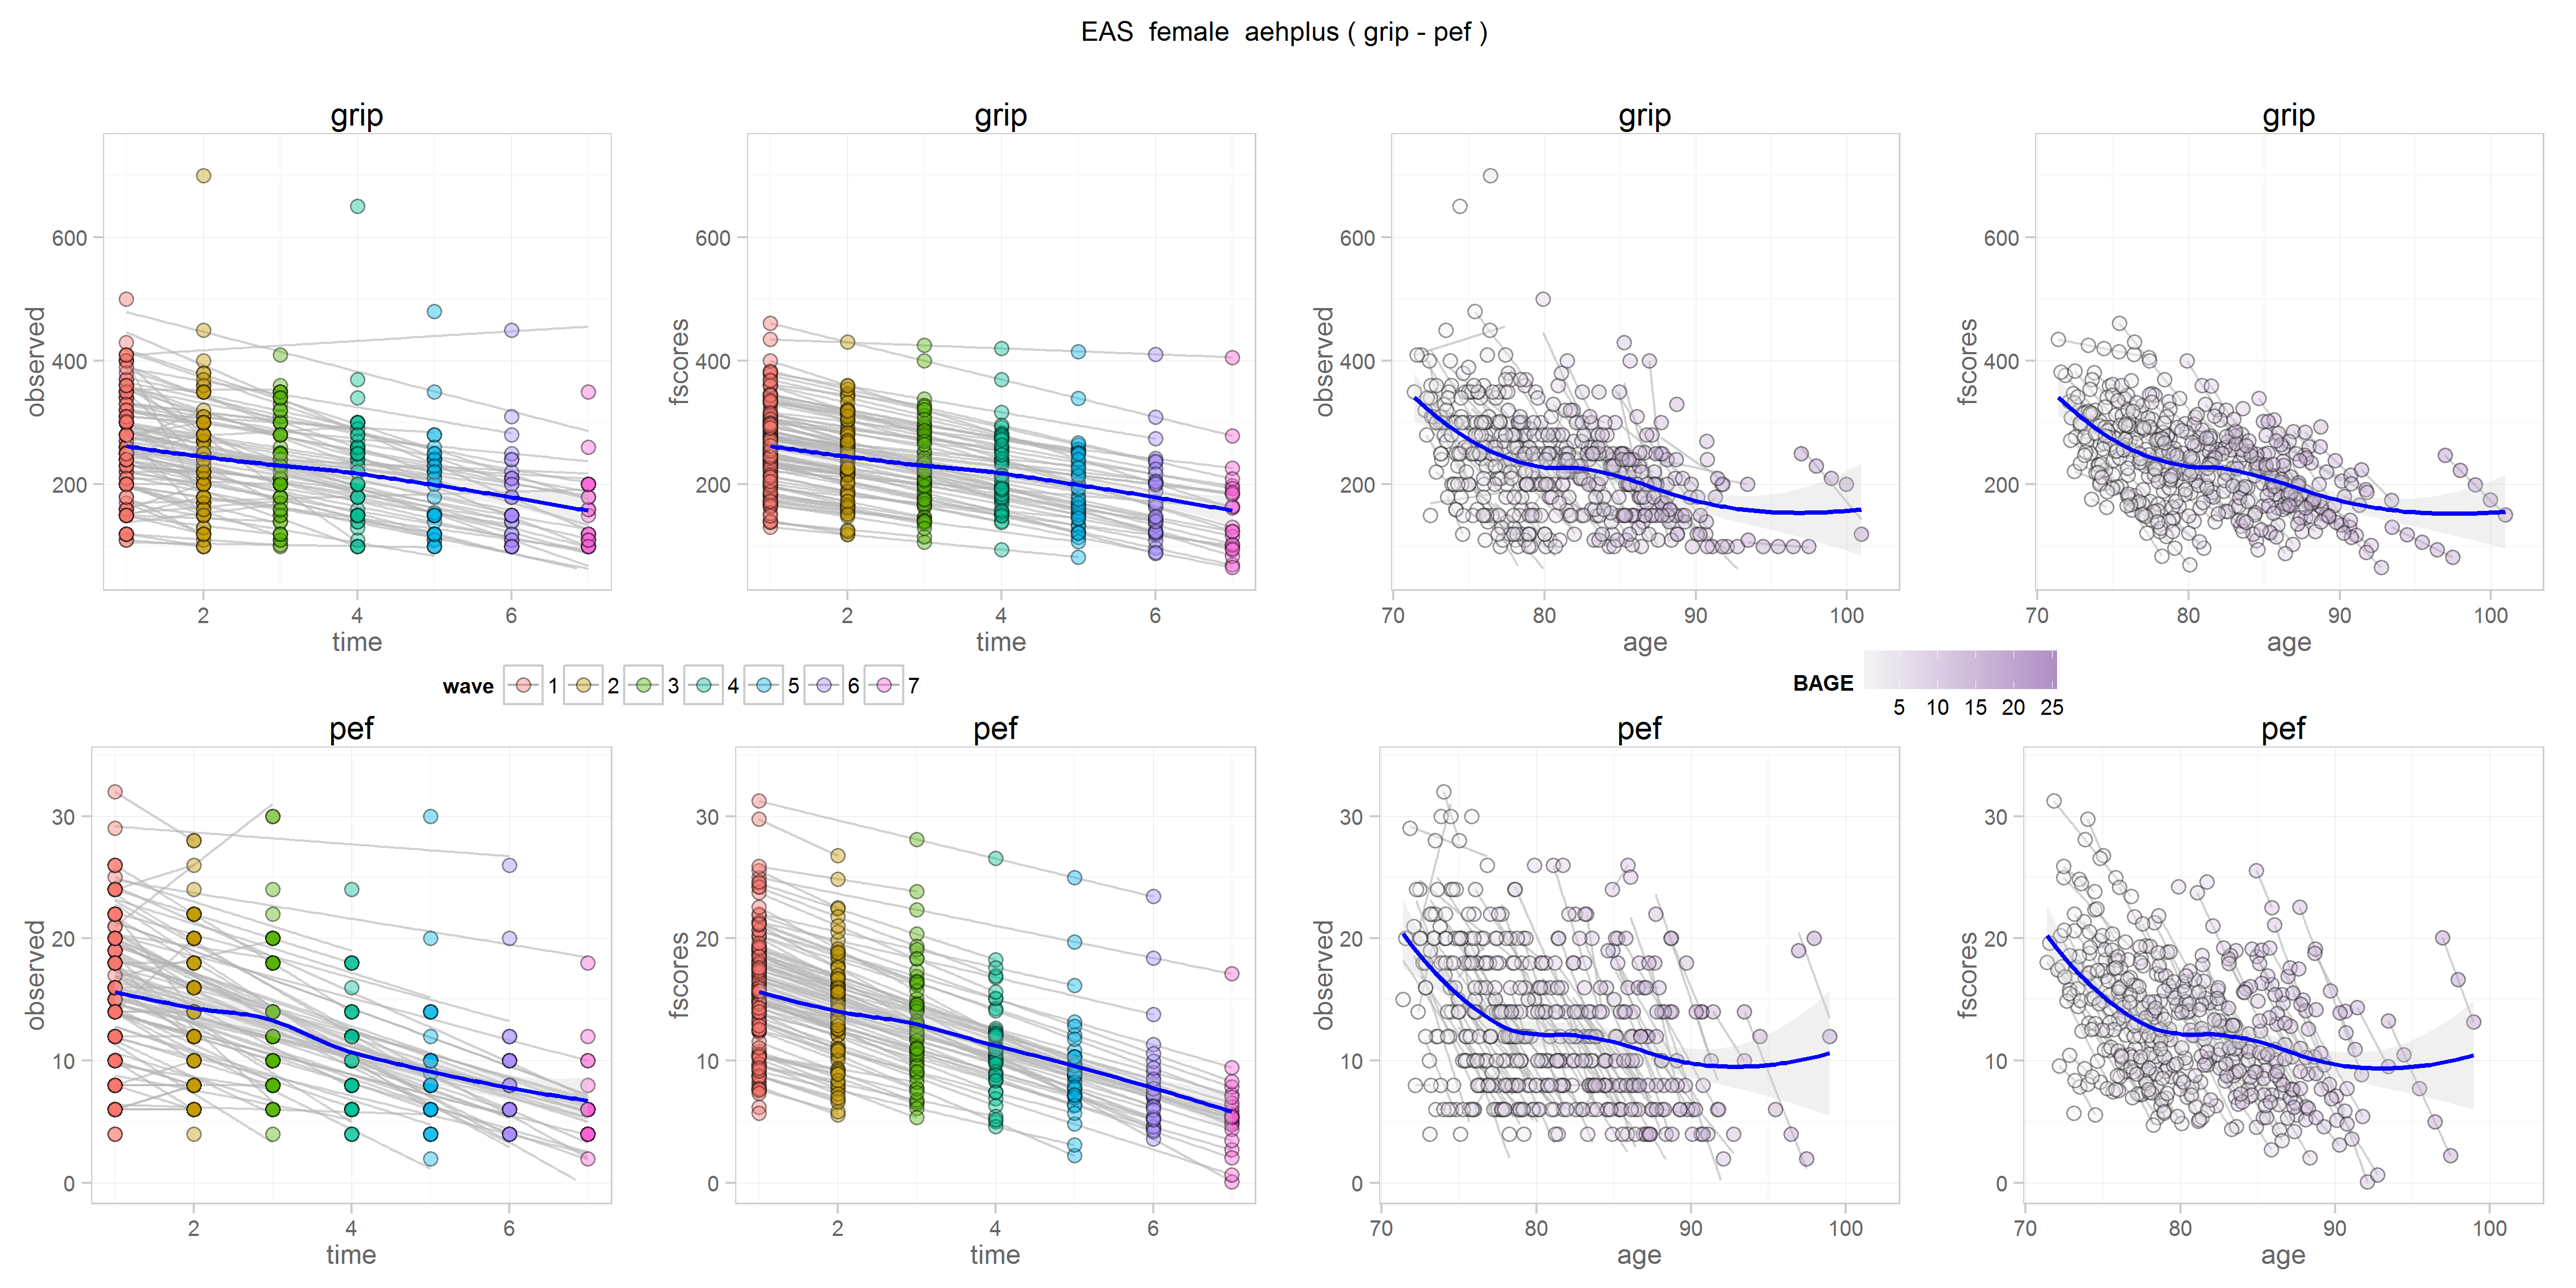 EAS female aehplus ( grip - pef )
grip grip grip grip
observed fscores observed fscores
600 600 600 600
400 400 400 400
200 200 200 200
2 4 6 2 4 6 70 80 90 100 70 80 90 100
time time age age
wave 1 2 3 4 5 6 7
BAGE 5 10 15 20 25
pef pef pef pef
observed fscores observed fscores
30 30 30 30
20 20 20 20
10 10 10 10
0 0 0 0
2 4 6 2 4 6 70 80 90 100 70 80 90 100
time time age age